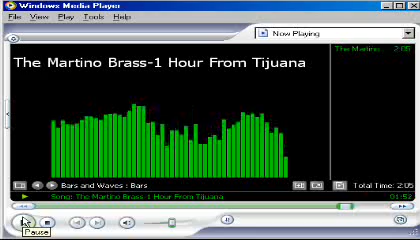 Windows Media Player
File View Play Tools Help
Now Playing
The Martino 2:05
The Martino Brass-1 Hour From Tijuana
Bars and Waves : Bars
Total Time: 2:05
Song: The Martino Brass-1 Hour From Tijuana 01:52
Pause